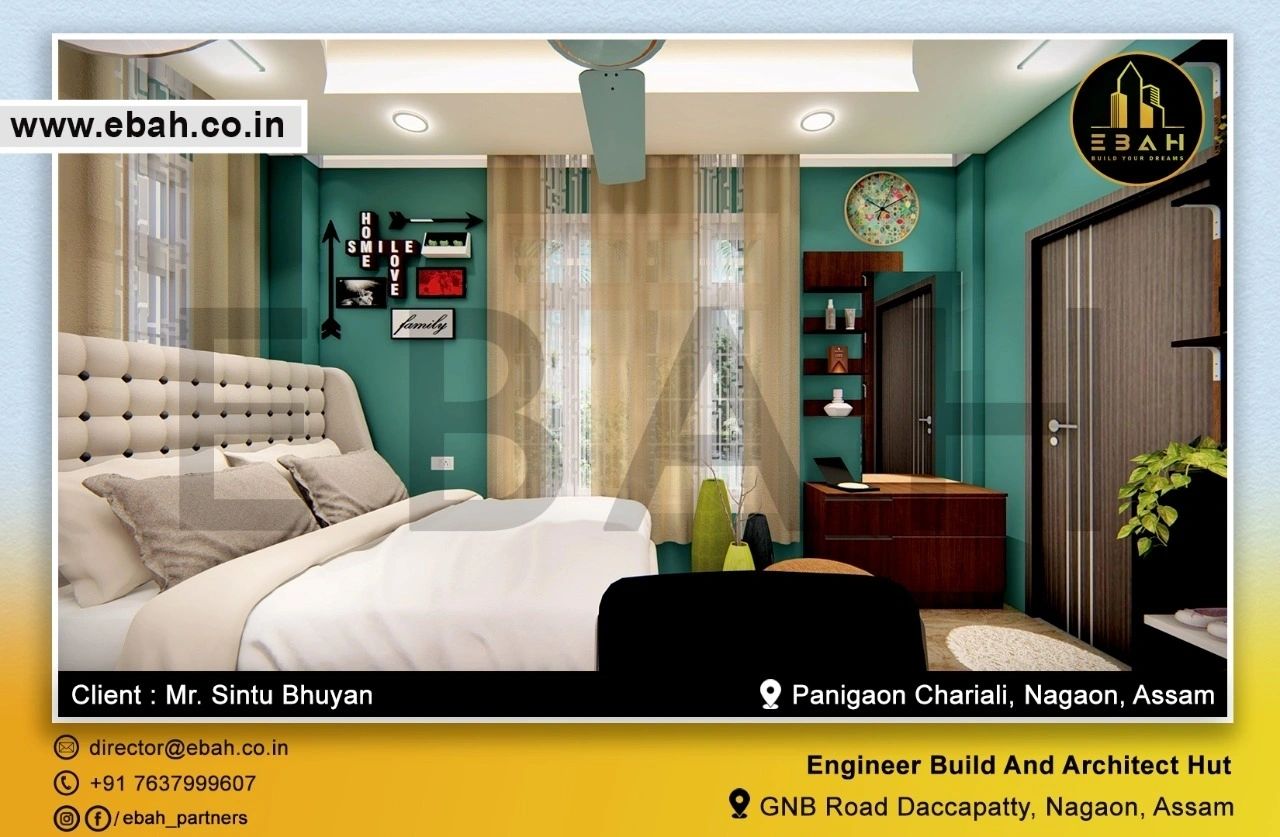 www.ebah.co.in
EBAH
BUILD YOUR DREAMS
HOME
SMILE
LOVE
family
EBAH
Client : Mr. Sintu Bhuyan
Panigaon Chariali, Nagaon, Assam
director@ebah.co.in
+91 7637999607
/ebah_partners
Engineer Build And Architect Hut
GNB Road Daccapatty, Nagaon, Assam